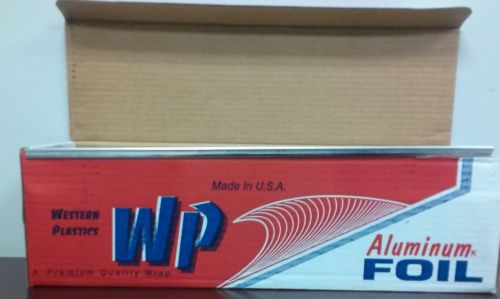 Made In U.S.A.
WESTERN
PLASTICS
WP
A Premium Quality Wrap
Aluminum
FOIL